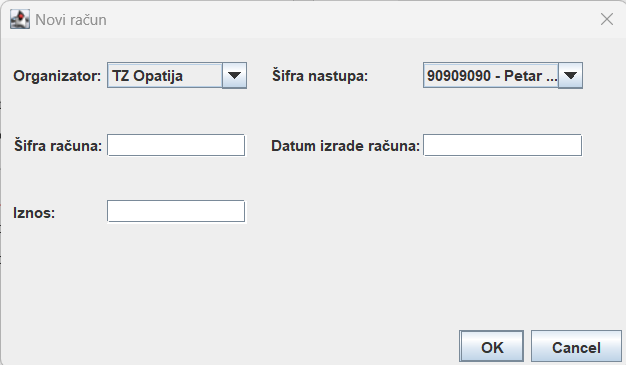 Novi račun
Organizator: TZ Opatija Šifra nastupa: 90909090 - Petar ...
Šifra računa: Datum izrade računa:
Iznos:
OK Cancel